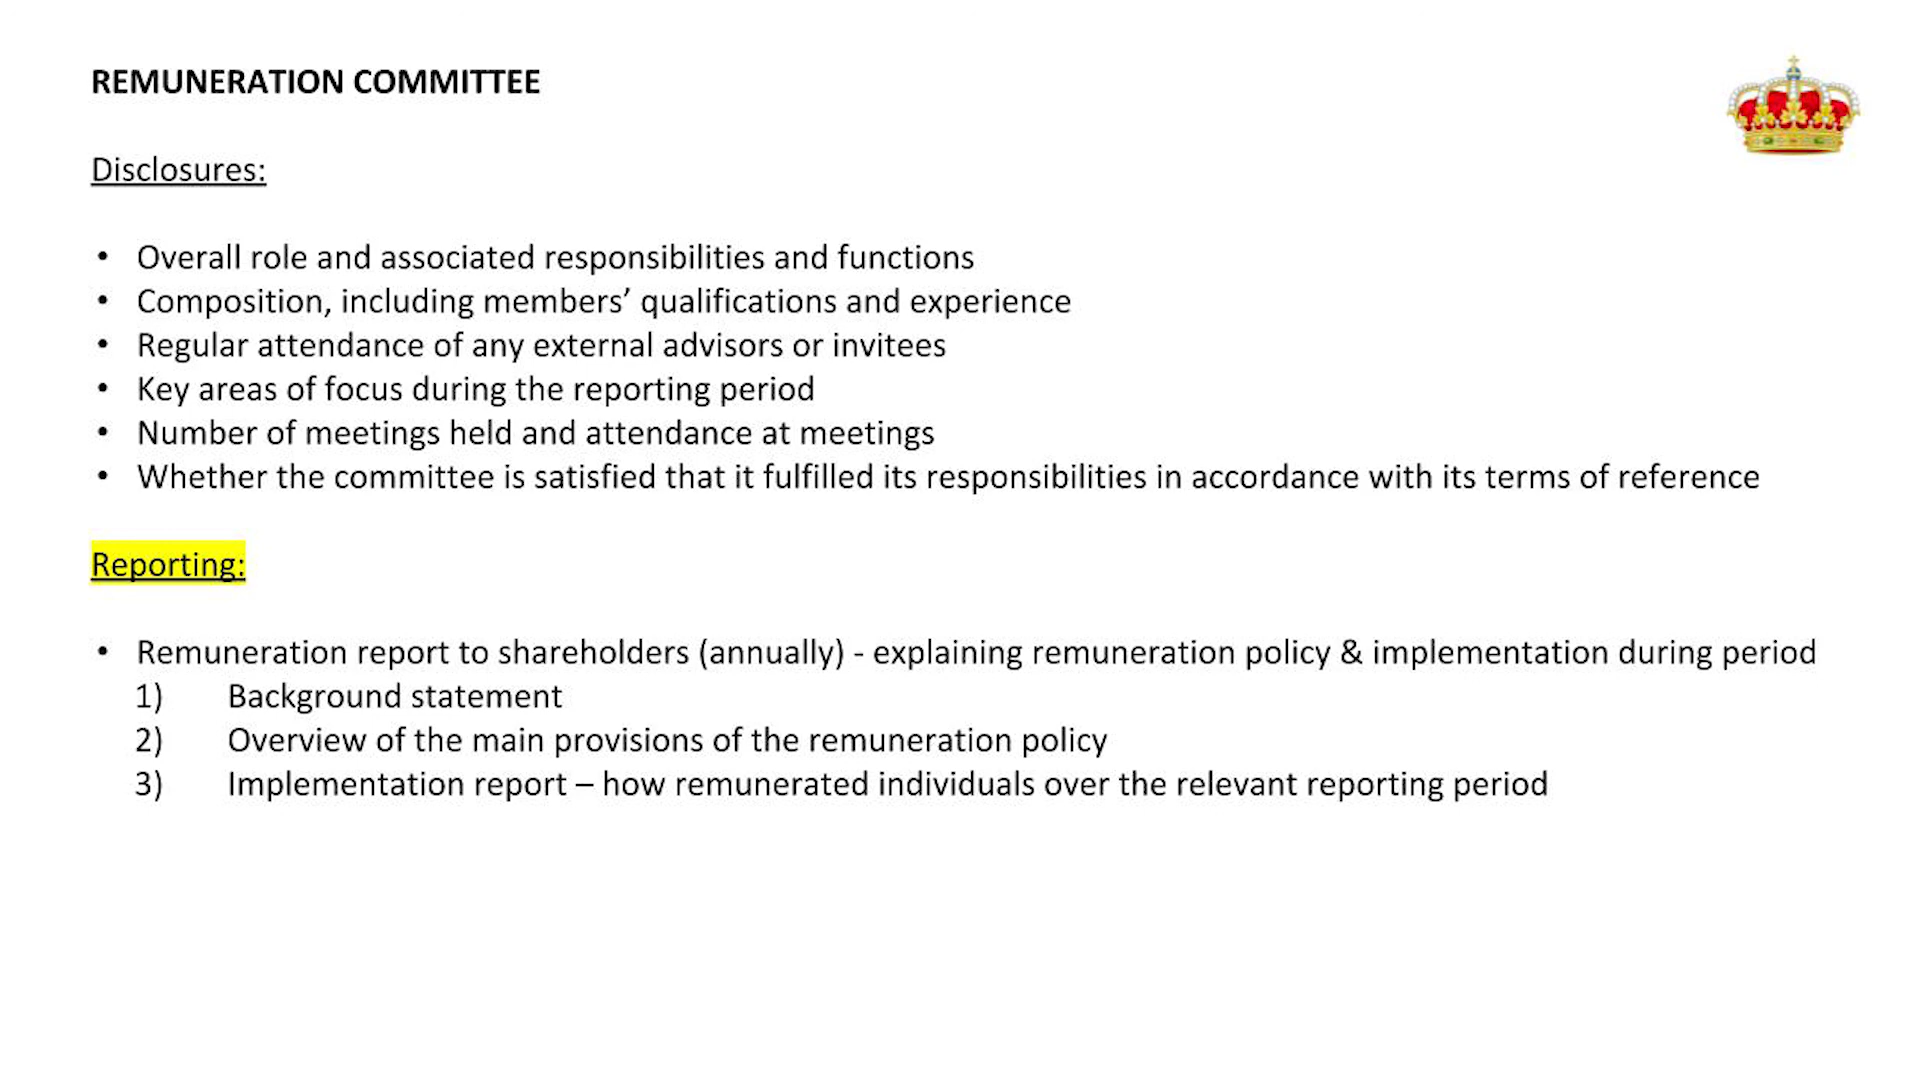 REMUNERATION COMMITTEE
Disclosures:
• Overall role and associated responsibilities and functions
• Composition, including members’ qualifications and experience
• Regular attendance of any external advisors or invitees
• Key areas of focus during the reporting period
• Number of meetings held and attendance at meetings
• Whether the committee is satisfied that it fulfilled its responsibilities in accordance with its terms of reference
Reporting:
• Remuneration report to shareholders (annually) - explaining remuneration policy & implementation during period
1) Background statement
2) Overview of the main provisions of the remuneration policy
3) Implementation report – how remunerated individuals over the relevant reporting period